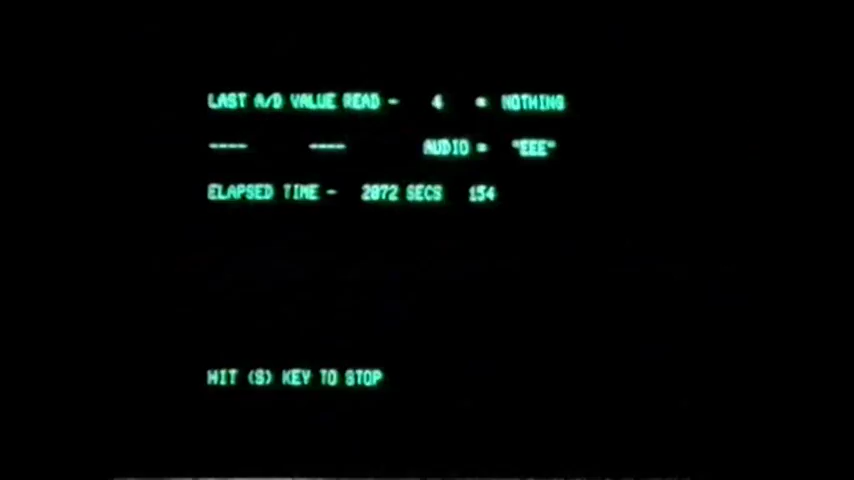 LAST A/D VALUE READ - 4 = NOTHING
---- ---- AUDIO = "EEE"
ELAPSED TIME - 2072 SECS 154
HIT (S) KEY TO STOP